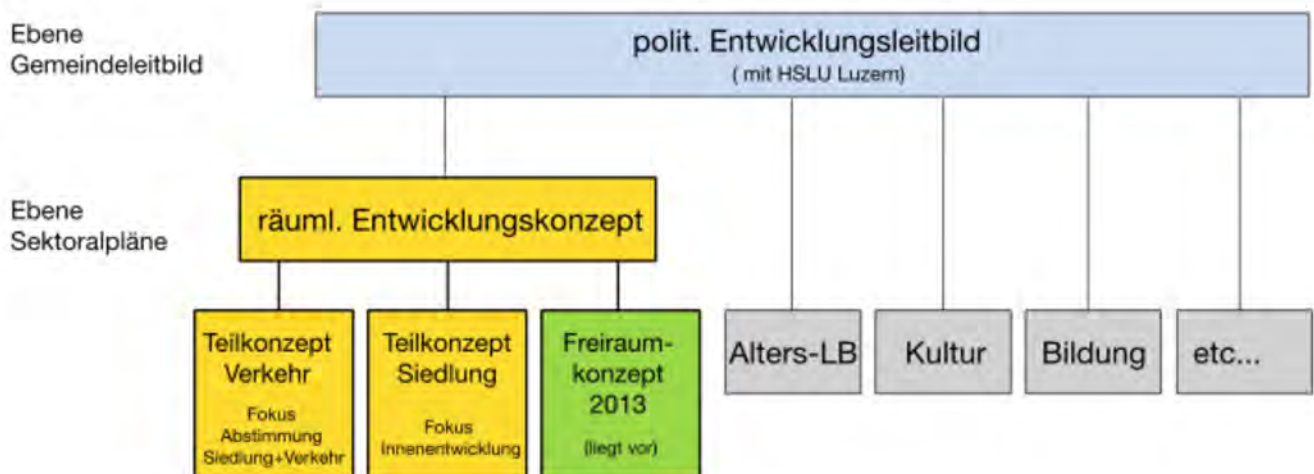 Ebene
Gemeindeleitbild
polit. Entwicklungsleitbild
( mit HSLU Luzern)
Ebene
Sektoralpläne
räuml. Entwicklungskonzept
Teilkonzept
Verkehr
Fokus
Abstimmung
Siedlung+Verkehr
Teilkonzept
Siedlung
Fokus
Innenentwicklung
Freiraum-
konzept
2013
(liegt vor)
Alters-LB
Kultur
Bildung
etc...